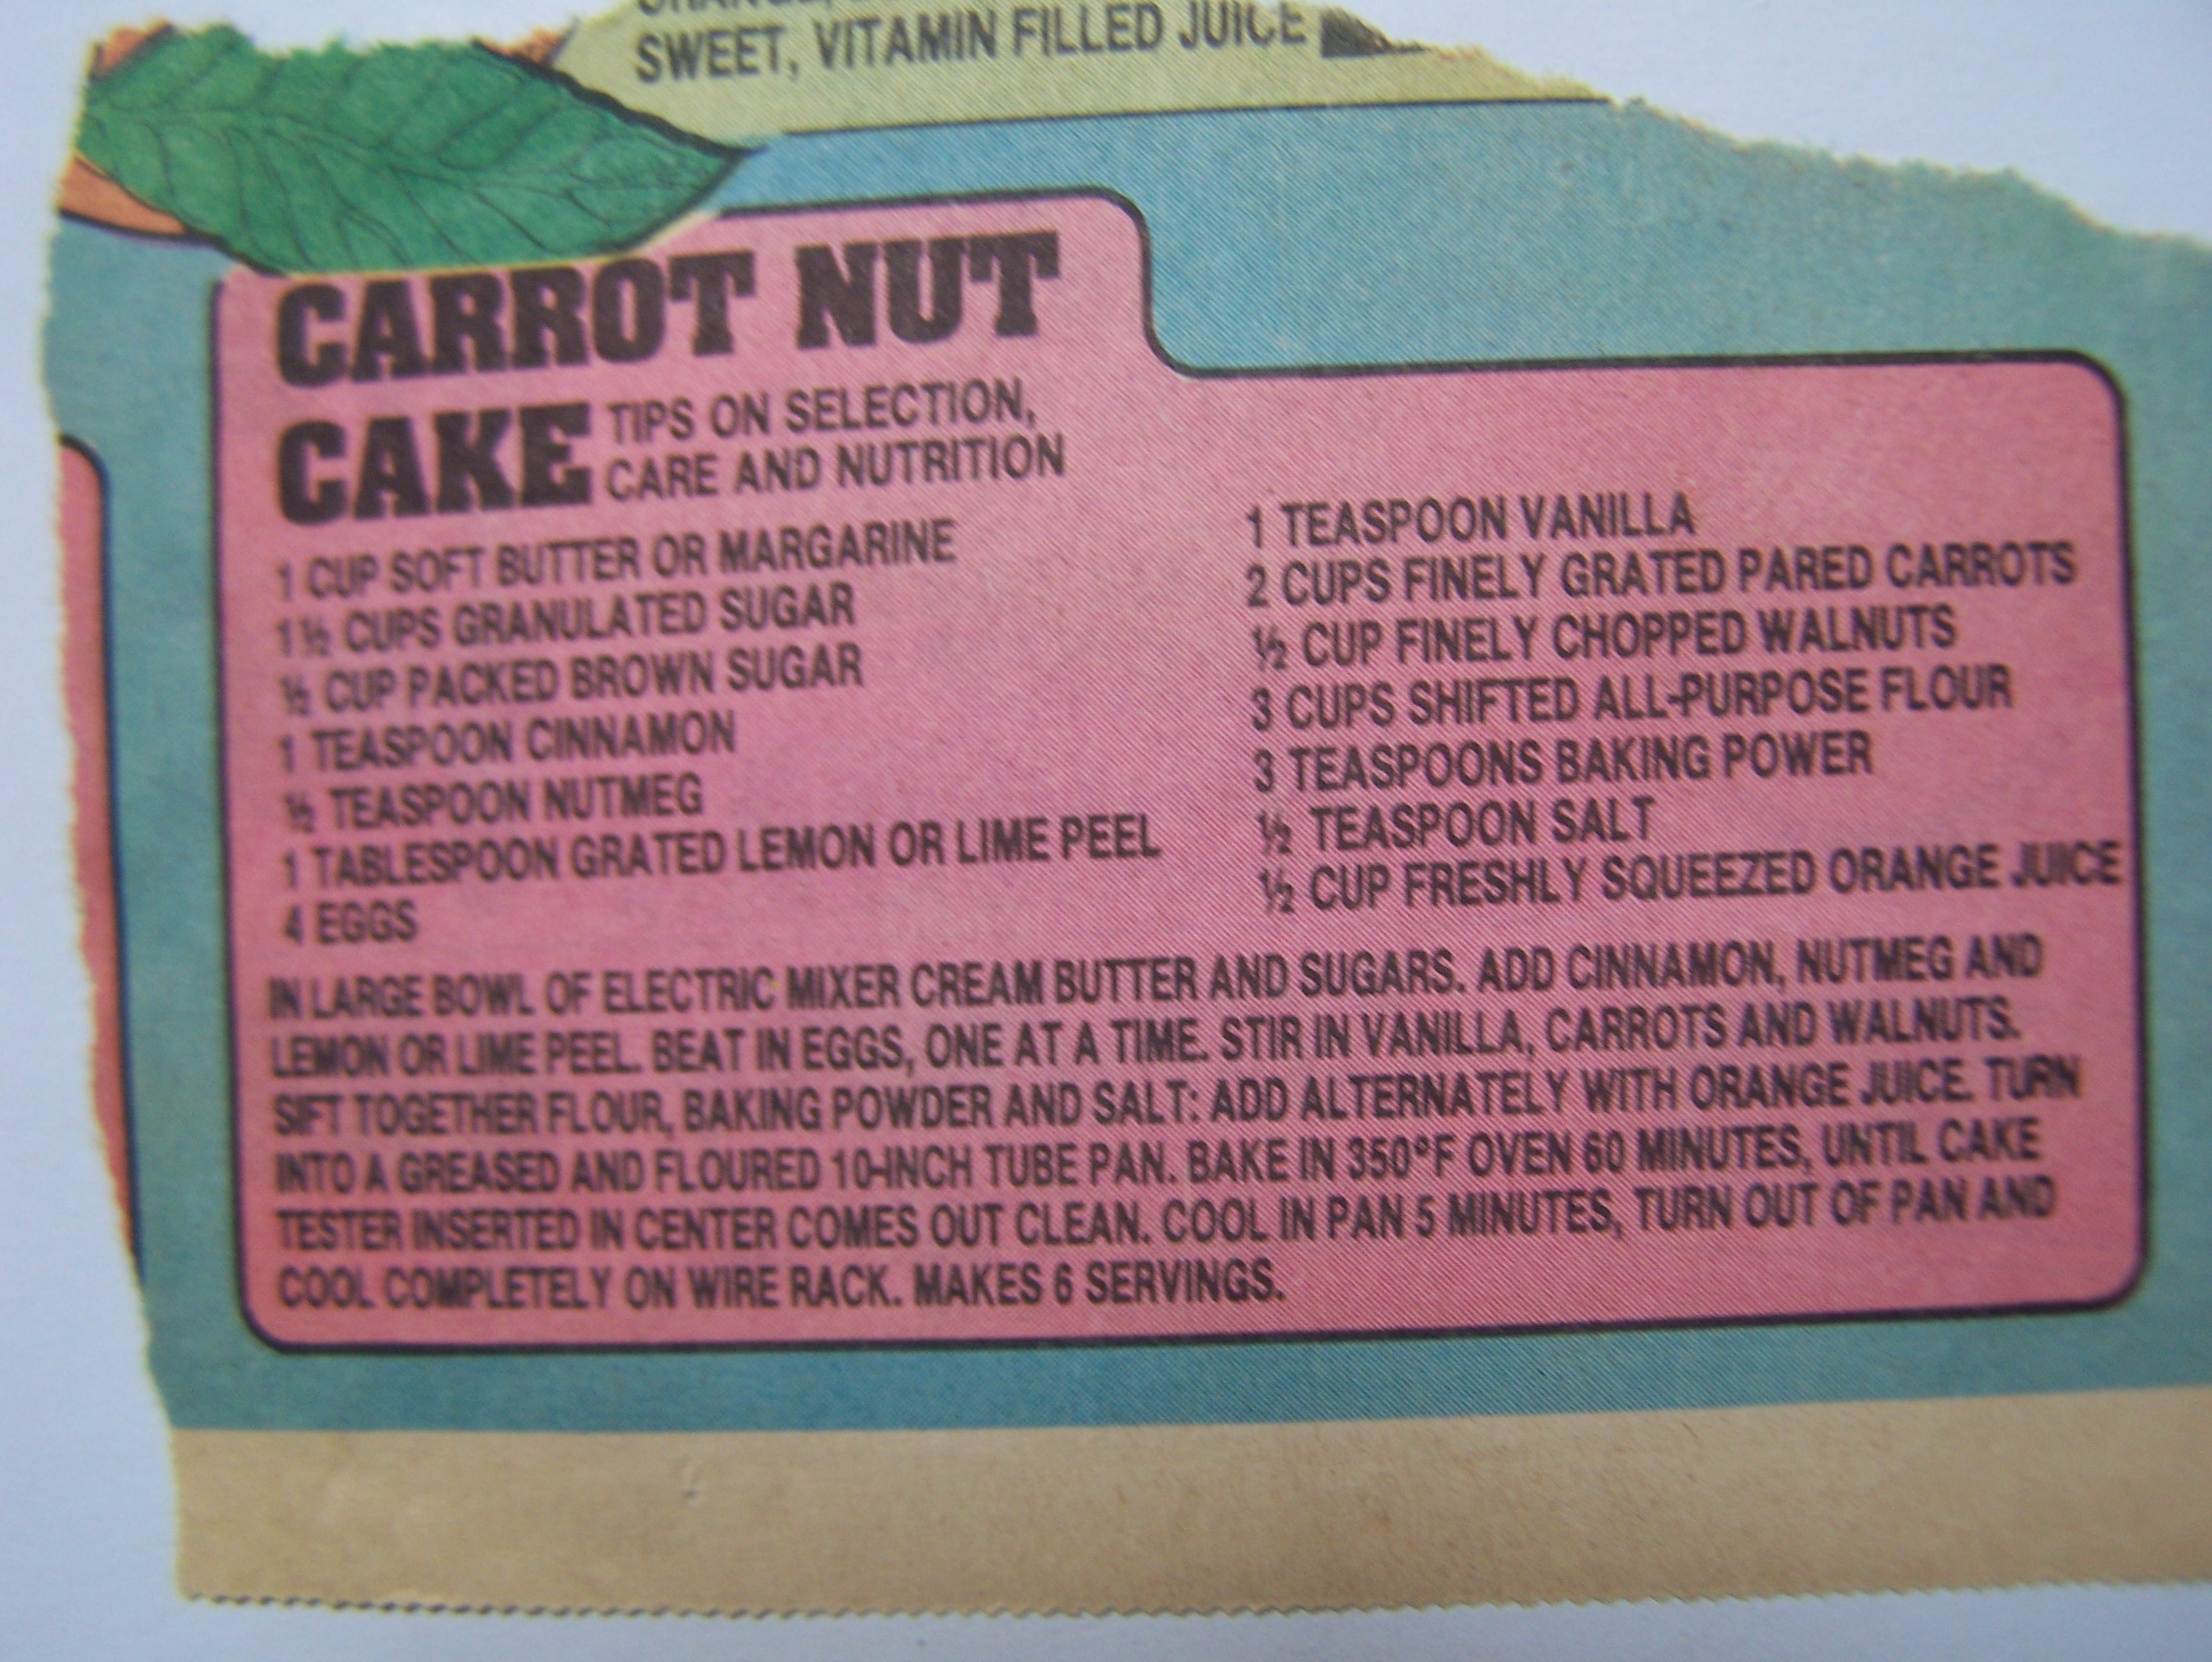 SWEET, VITAMIN FILLED JUICE
CARROT NUT
CAKE TIPS ON SELECTION,
CARE AND NUTRITION
1 CUP SOFT BUTTER OR MARGARINE
1½ CUPS GRANULATED SUGAR
½ CUP PACKED BROWN SUGAR
1 TEASPOON CINNAMON
½ TEASPOON NUTMEG
1 TABLESPOON GRATED LEMON OR LIME PEEL
4 EGGS
1 TEASPOON VANILLA
2 CUPS FINELY GRATED PARED CARROTS
½ CUP FINELY CHOPPED WALNUTS
3 CUPS SHIFTED ALL-PURPOSE FLOUR
3 TEASPOONS BAKING POWER
½ TEASPOON SALT
½ CUP FRESHLY SQUEEZED ORANGE JUICE
IN LARGE BOWL OF ELECTRIC MIXER CREAM BUTTER AND SUGARS. ADD CINNAMON, NUTMEG AND
LEMON OR LIME PEEL. BEAT IN EGGS, ONE AT A TIME. STIR IN VANILLA, CARROTS AND WALNUTS.
SIFT TOGETHER FLOUR, BAKING POWDER AND SALT: ADD ALTERNATELY WITH ORANGE JUICE. TURN
INTO A GREASED AND FLOURED 10-INCH TUBE PAN. BAKE IN 350°F OVEN 60 MINUTES, UNTIL CAKE
TESTER INSERTED IN CENTER COMES OUT CLEAN. COOL IN PAN 5 MINUTES, TURN OUT OF PAN AND
COOL COMPLETELY ON WIRE RACK. MAKES 6 SERVINGS.